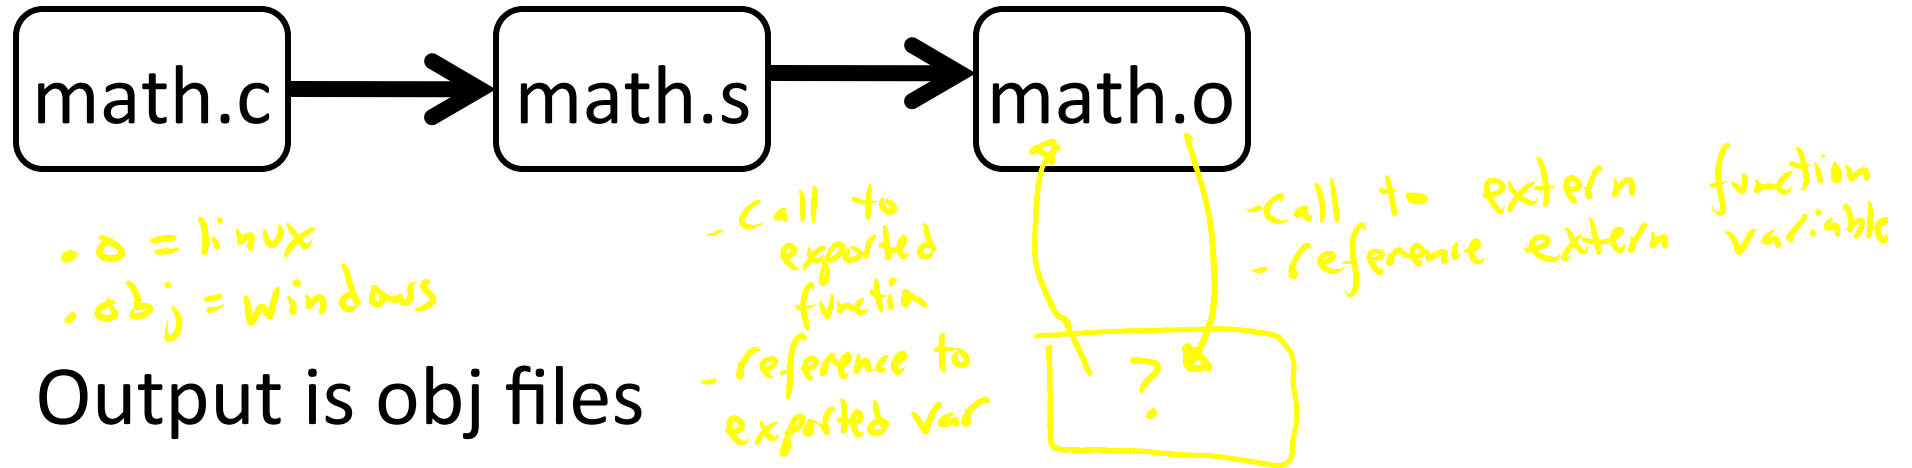 math.c
math.s
math.o
.o = linux
.obj = windows
Output is obj files
- call to
exported
function
- reference to
exported var
- call to extern function
- reference extern variable
?